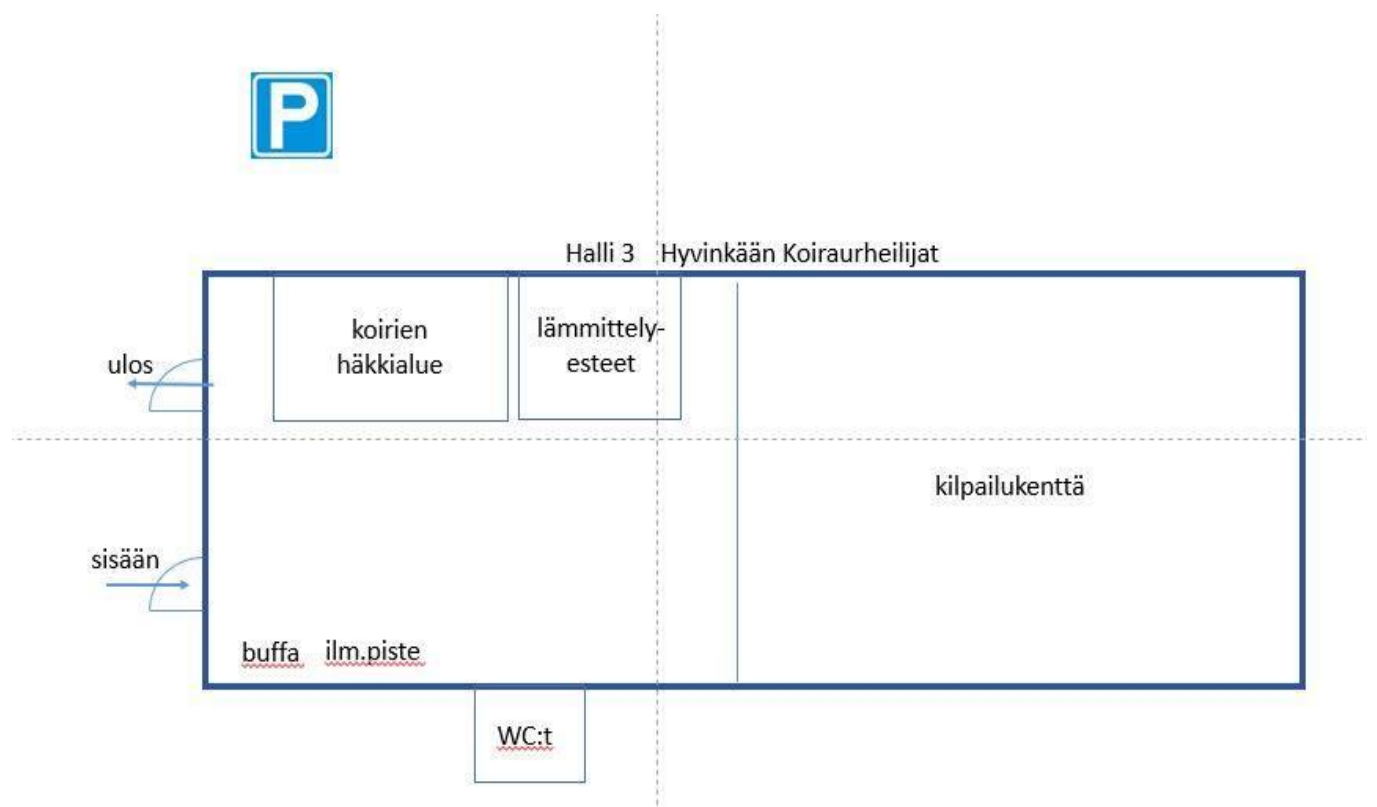 P
Halli 3 Hyvinkään Koiraurheilijat
koirien
häkkialue
lämmittely-
esteet
ulos
kilpailukenttä
sisään
buffa ilm.piste
WC:t